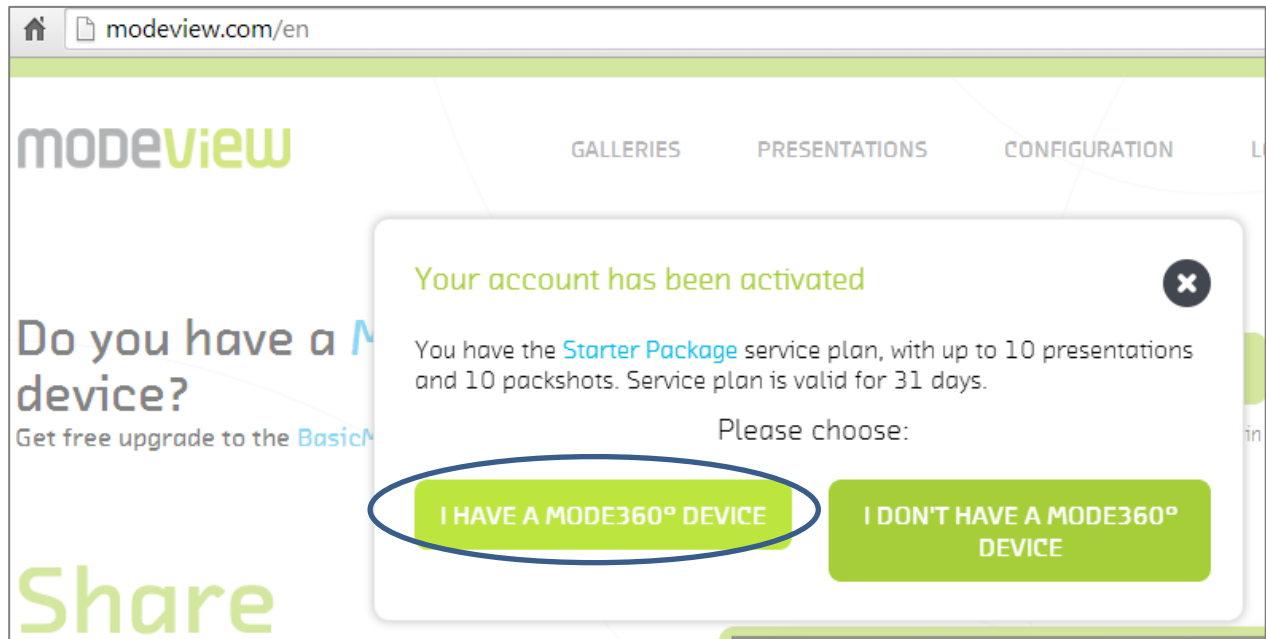 modeview.com/en
modeview
GALLERIES PRESENTATIONS CONFIGURATION
Your account has been activated
You have the Starter Package service plan, with up to 10 presentations
and 10 packshots. Service plan is valid for 31 days.
Please choose:
I HAVE A MODE360° DEVICE
I DON'T HAVE A MODE360°
DEVICE
Do you have a
device?
Get free upgrade to the
in
Share